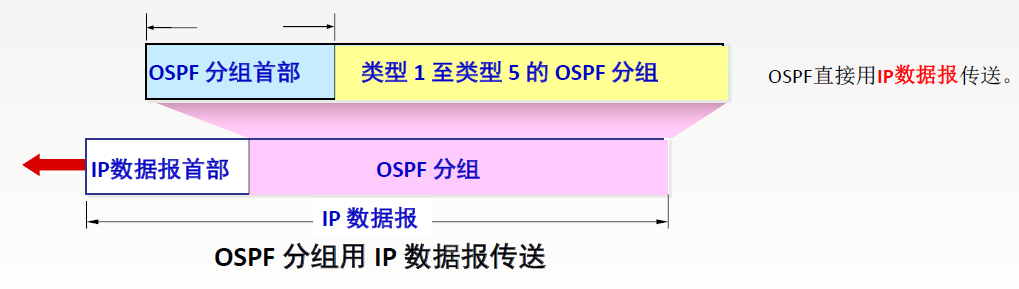 OSPF 分组首部
类型 1 至类型 5 的 OSPF 分组
OSPF直接用IP数据报传送。
IP数据报首部
OSPF 分组
IP 数据报
OSPF 分组用 IP 数据报传送